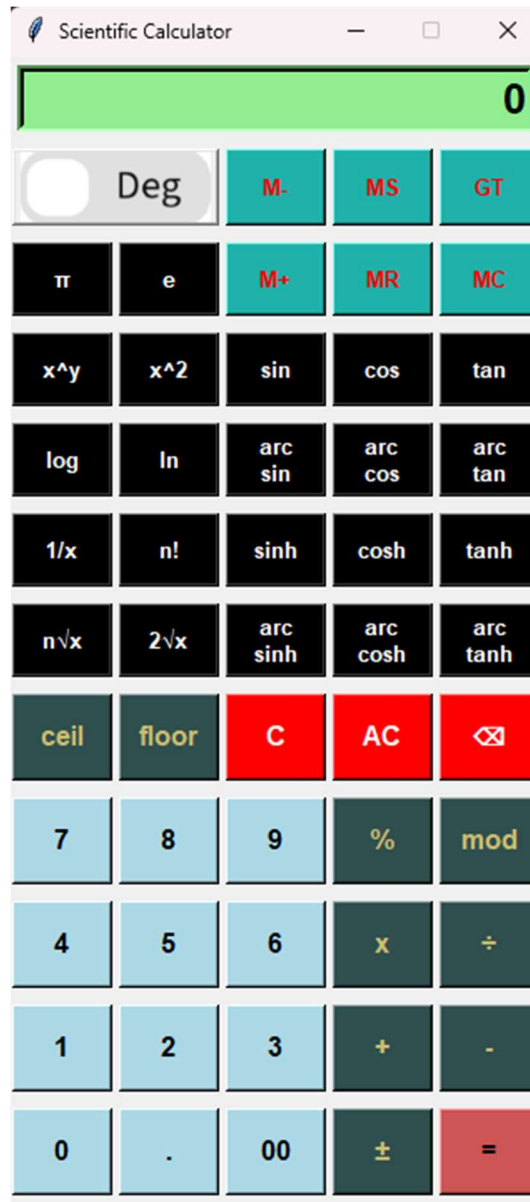 Scientific Calculator
0
Deg M- MS GT
π e M+ MR MC
x^y x^2 sin cos tan
log ln arc sin arc cos arc tan
1/x n! sinh cosh tanh
n√x 2√x arc sinh arc cosh arc tanh
ceil floor C AC ⌫
7 8 9 % mod
4 5 6 x ÷
1 2 3 + -
0 . 00 ± =